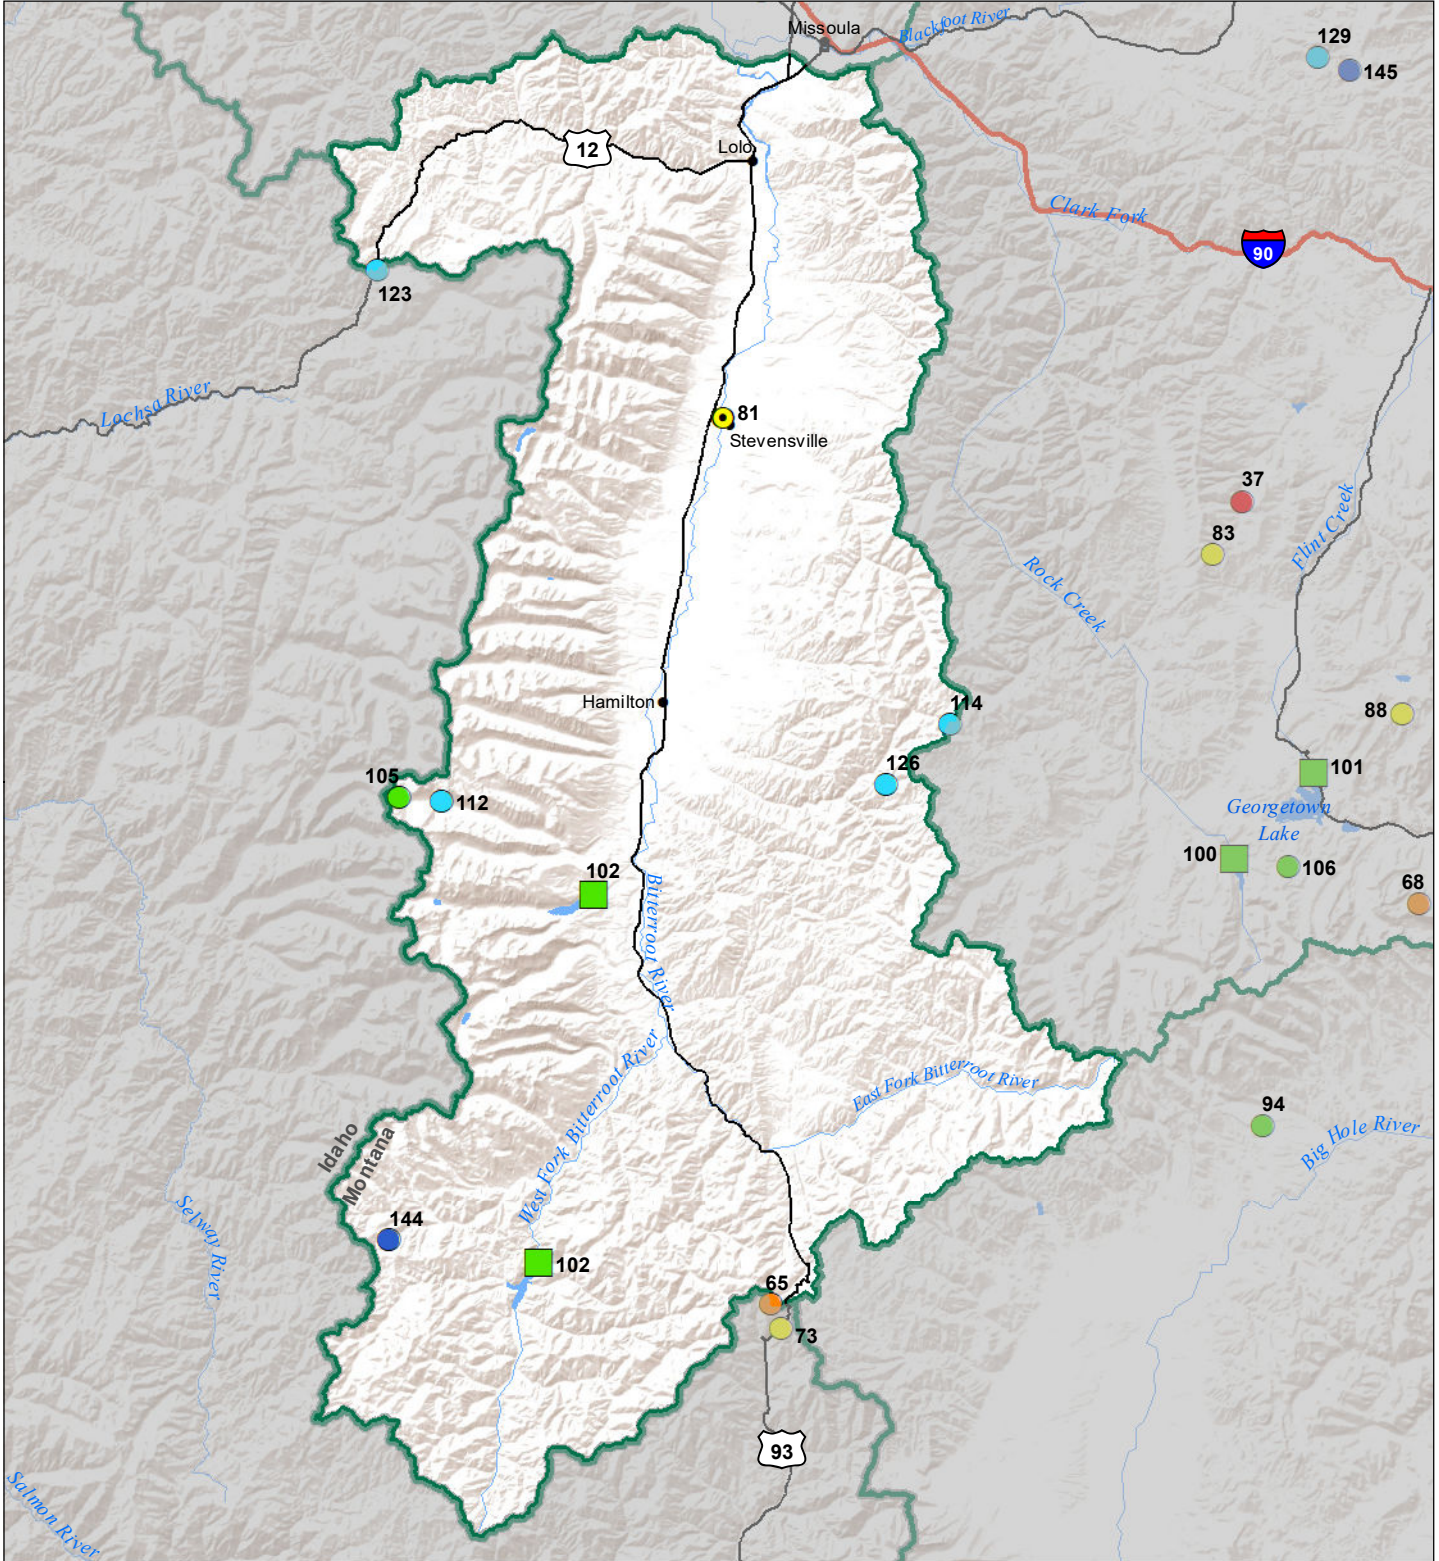 Missoula
Blackfoot River
129
145
12
Lolo
Clark Fork
90
123
Lochsa River
81
Stevensville
37
83
Flint Creek
Rock Creek
Hamilton
114
88
126
101
105
112
Georgetown
Lake
100
106
102
68
Bitterroot River
West Fork Bitterroot River
East Fork Bitterroot River
94
Big Hole River
Idaho
Montana
Selway River
144
102
65
73
93
Salmon River